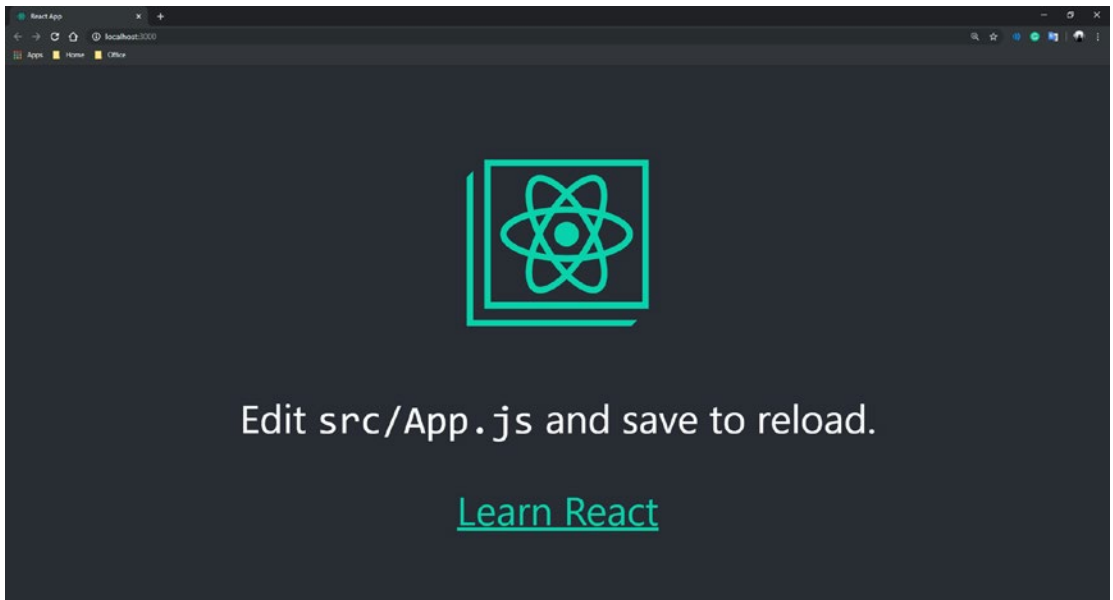 React App
localhost:3000
Apps Home Office
Edit src/App.js and save to reload.
Learn React